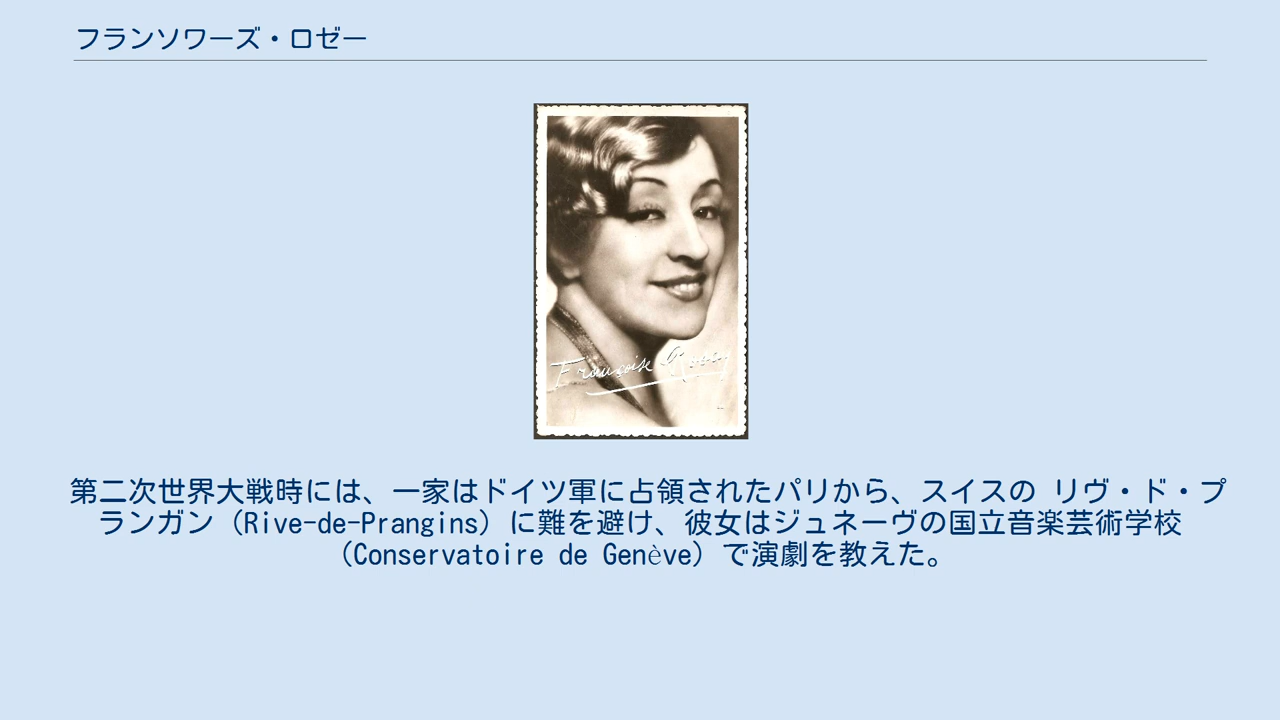 フランソワーズ・ロゼー
Françoise Rosay
第二次世界大戦時には、一家はドイツ軍に占領されたパリから、スイスの リヴ・ド・プ
ランガン（Rive-de-Prangins）に難を避け、彼女はジュネーヴの国立音楽芸術学校
（Conservatoire de Genève）で演劇を教えた。